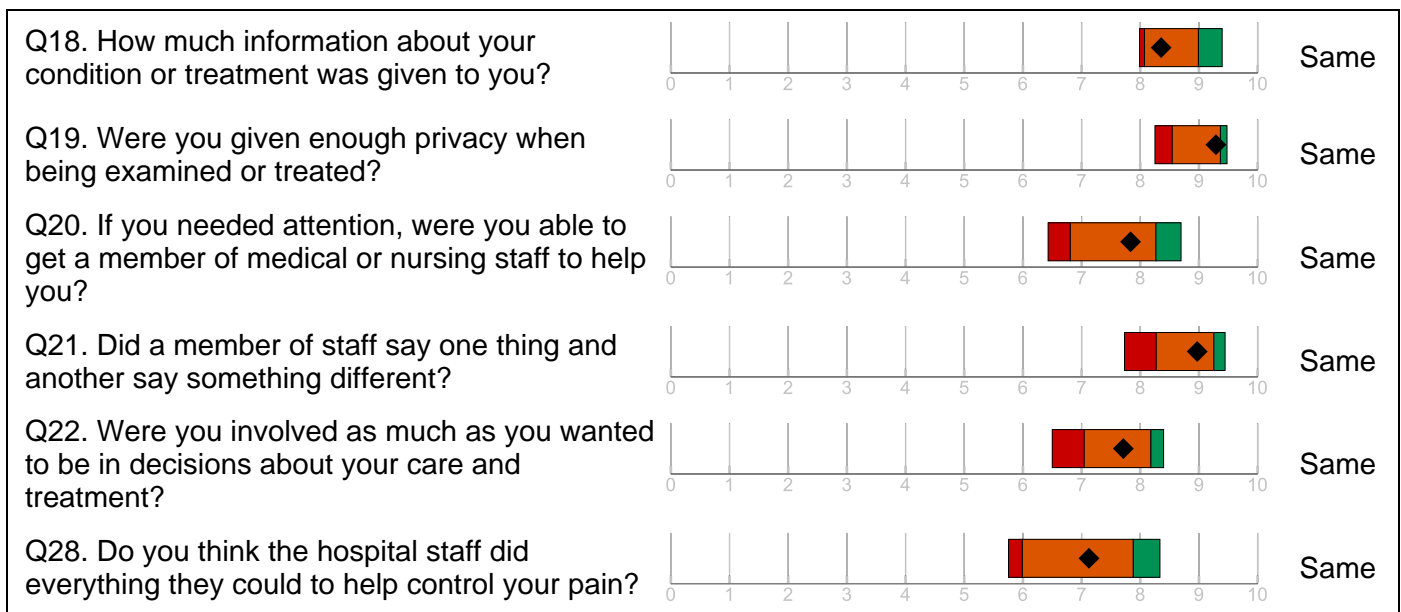 Q18. How much information about your
condition or treatment was given to you?
0 1 2 3 4 5 6 7 8 9 10
Same
Q19. Were you given enough privacy when
being examined or treated?
0 1 2 3 4 5 6 7 8 9 10
Same
Q20. If you needed attention, were you able to
get a member of medical or nursing staff to help
you?
0 1 2 3 4 5 6 7 8 9 10
Same
Q21. Did a member of staff say one thing and
another say something different?
0 1 2 3 4 5 6 7 8 9 10
Same
Q22. Were you involved as much as you wanted
to be in decisions about your care and
treatment?
0 1 2 3 4 5 6 7 8 9 10
Same
Q28. Do you think the hospital staff did
everything they could to help control your pain?
0 1 2 3 4 5 6 7 8 9 10
Same